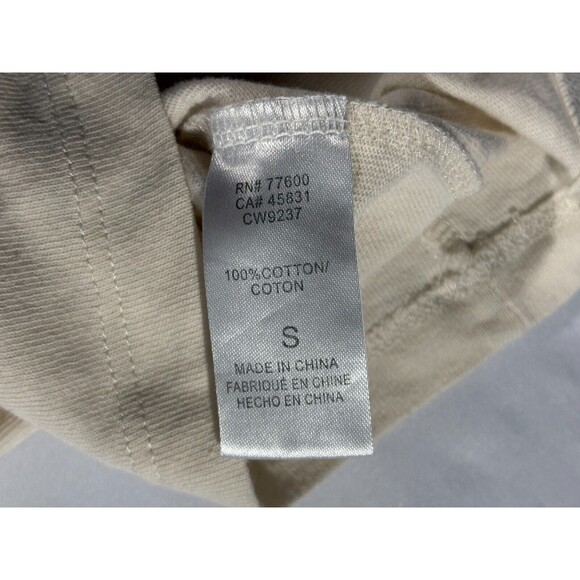 RN# 77600
CA# 45831
CW9237
100%COTTON/
COTON
S
MADE IN CHINA
FABRIQUÉ EN CHINE
HECHO EN CHINA